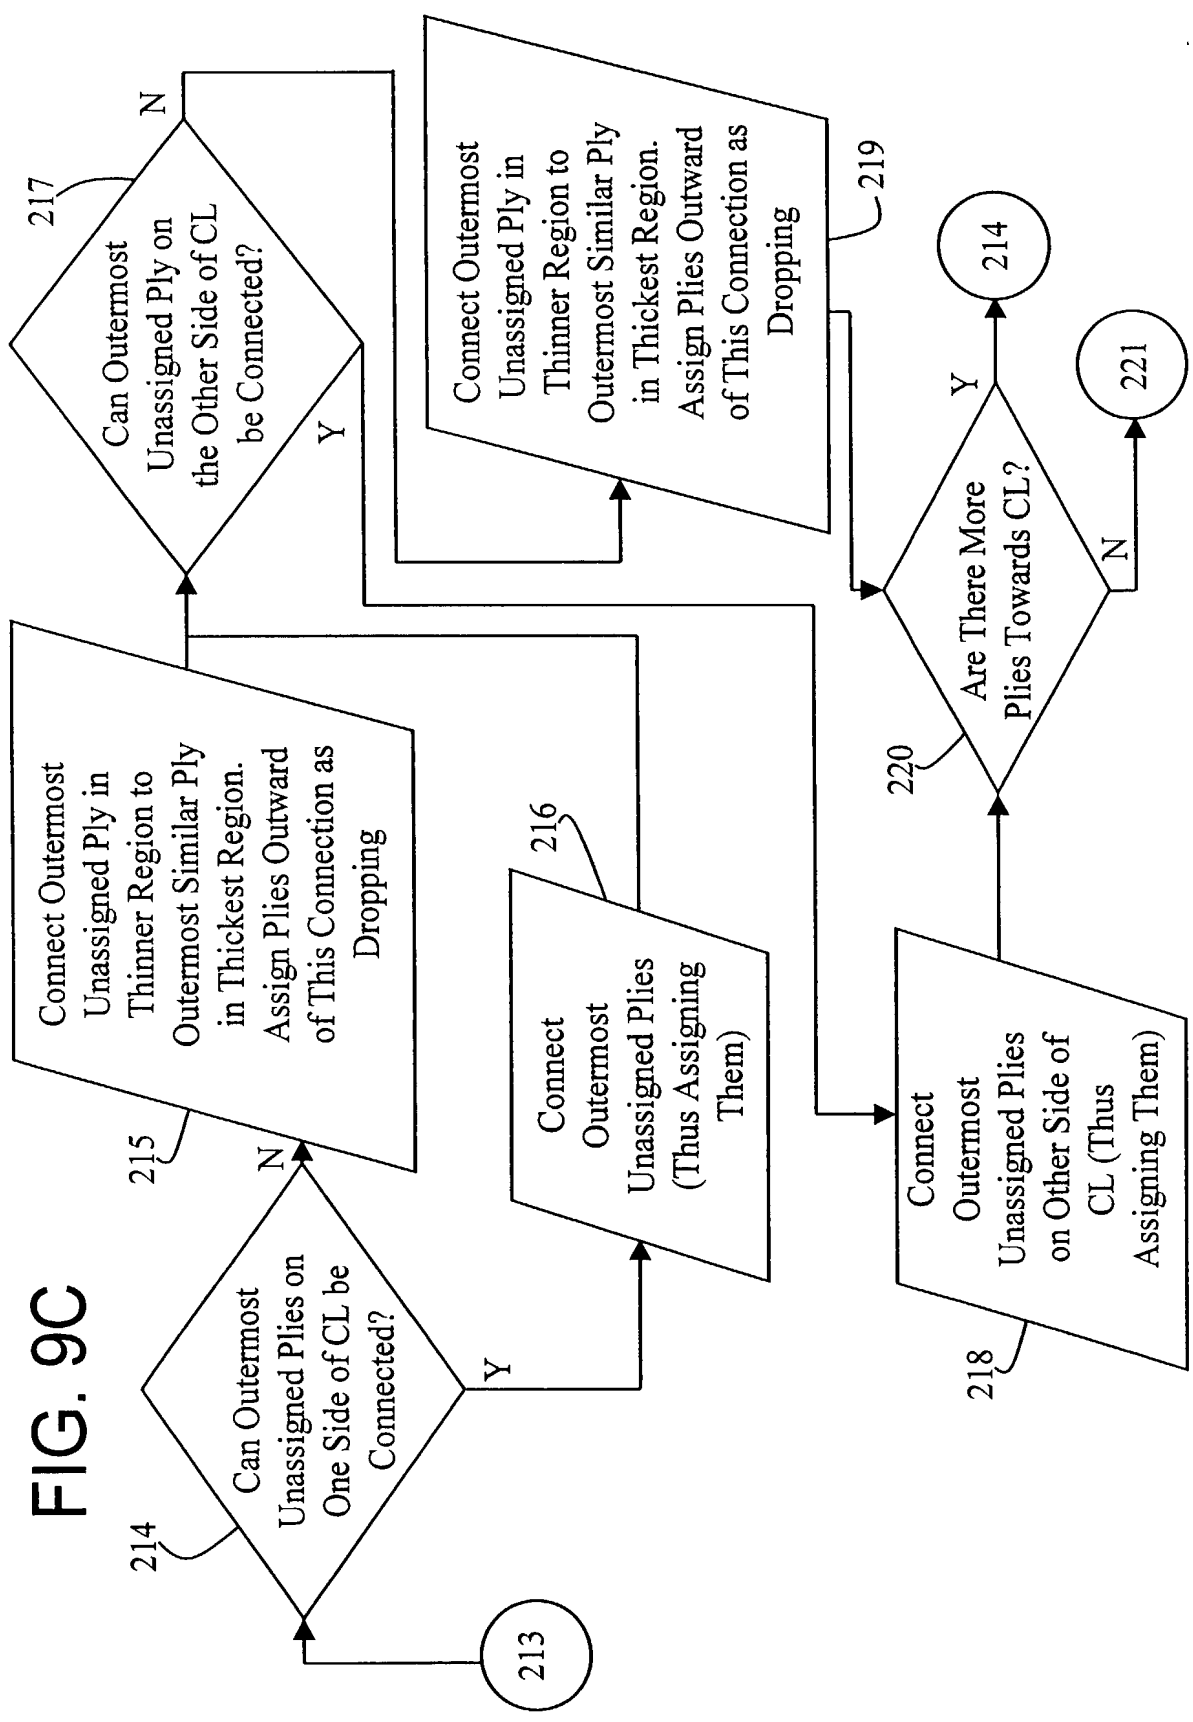 FIG. 9C
213
214
Can Outermost
Unassigned Plies on
One Side of CL be
Connected?
N
Y
215
Connect Outermost
Unassigned Ply in
Thinner Region to
Outermost Similar Ply
in Thickest Region.
Assign Plies Outward
of This Connection as
Dropping
216
Connect
Outermost
Unassigned Plies
(Thus Assigning
Them)
217
Can Outermost
Unassigned Ply on
the Other Side of CL
be Connected?
N
Y
218
Connect
Outermost
Unassigned Plies
on Other Side of
CL (Thus
Assigning Them)
Connect Outermost
Unassigned Ply in
Thinner Region to
Outermost Similar Ply
in Thickest Region.
Assign Plies Outward
of This Connection as
Dropping
219
220
Are There More
Plies Towards CL?
Y
N
214
221